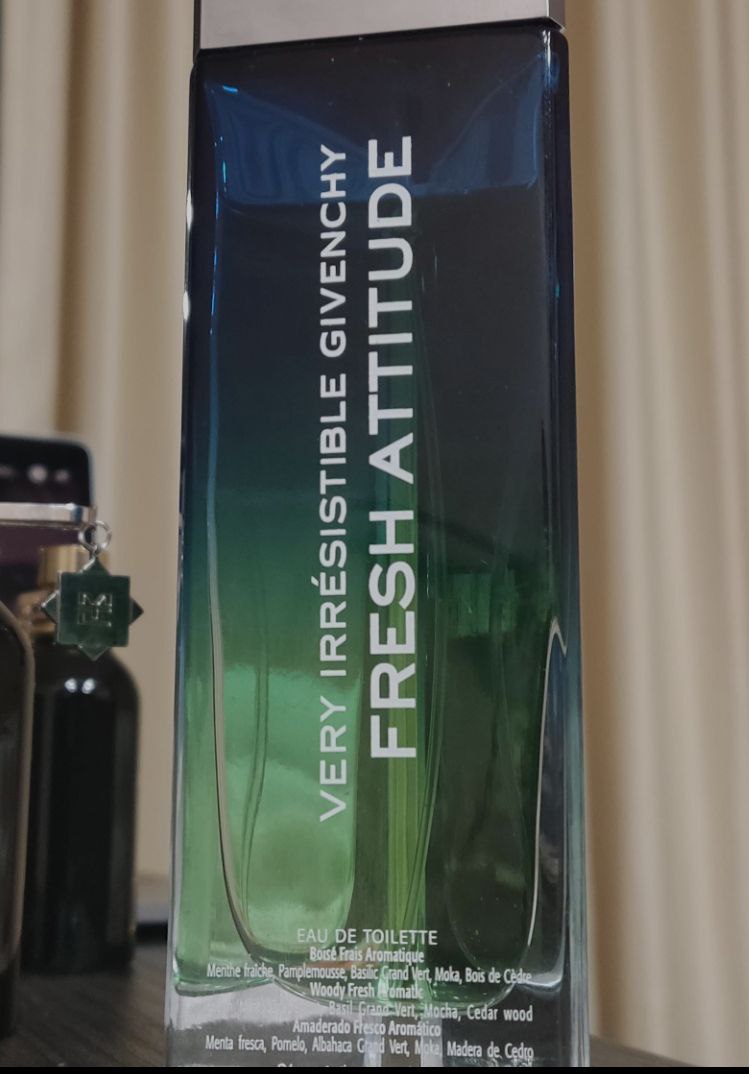 VERY IRRÉSISTIBLE GIVENCHY
FRESH ATTITUDE
EAU DE TOILETTE
Boisé Frais Aromatique
Menthe fraîche, Pamplemousse, Basilic Grand Vert, Moka, Bois de Cèdre
Woody Fresh Aromatic
Basil Grand Vert, Mocha, Cedar wood
Amaderado Fresco Aromático
Menta fresca, Pomelo, Albahaca Grand Vert, Moka, Madera de Cedro